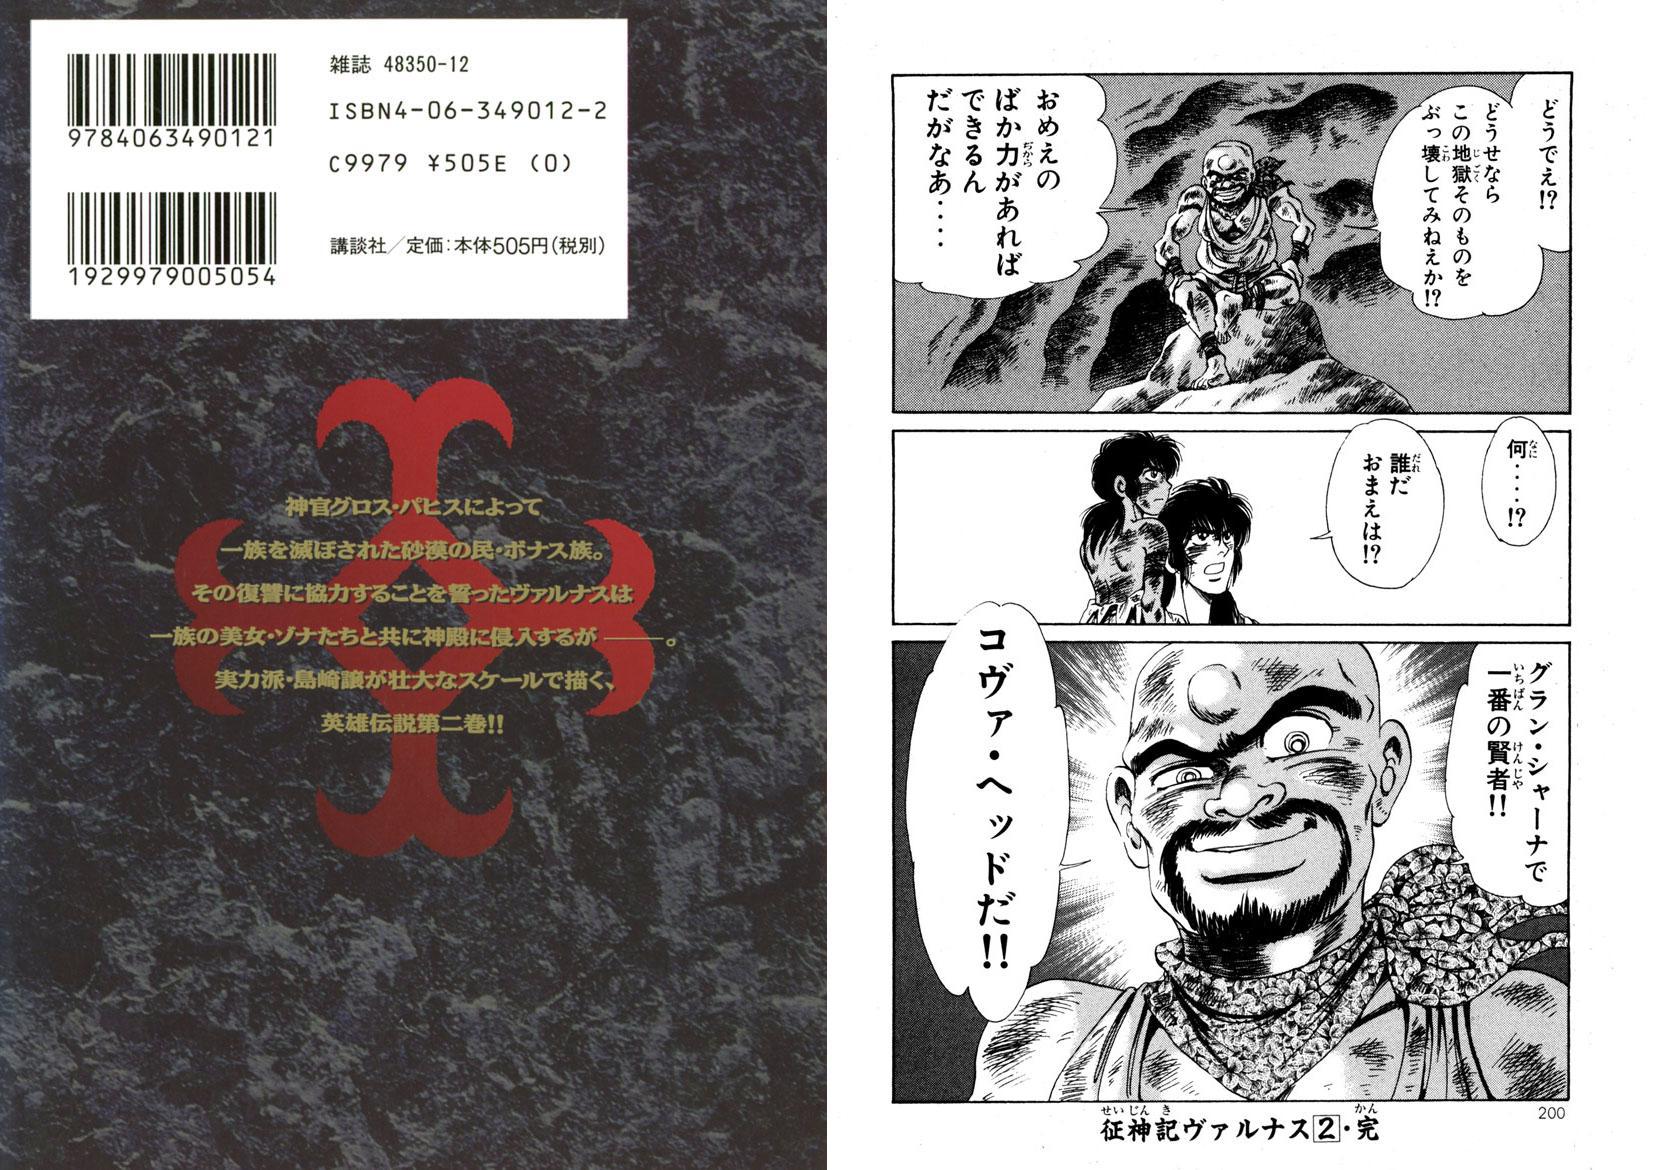 雑誌 48350-12
ISBN4-06-349012-2
9784063490121
C9979 ¥505E (0)
1929979005054
講談社／定価：本体505円(税別)
神官グロス・パヒスによって
一族を滅ぼされた砂漠の民・ボナス族。
その復讐に協力することを誓ったヴァルナスは
一族の美女・ゾナたちと共に神殿に侵入するが――。
実力派・島崎譲が壮大なスケールで描く、
英雄伝説第二巻!!
どうでえ!?
どうせなら
この地獄そのものを
ぶっ壊してみねえか!?
おめえの
ばか力があれば
できるん
だがなあ・・・・
何・・・・!?
誰だ
おまえは!?
グラン・シャーナで
一番の賢者!!
コヴァ・ヘッドだ!!
征神記ヴァルナス2・完
200